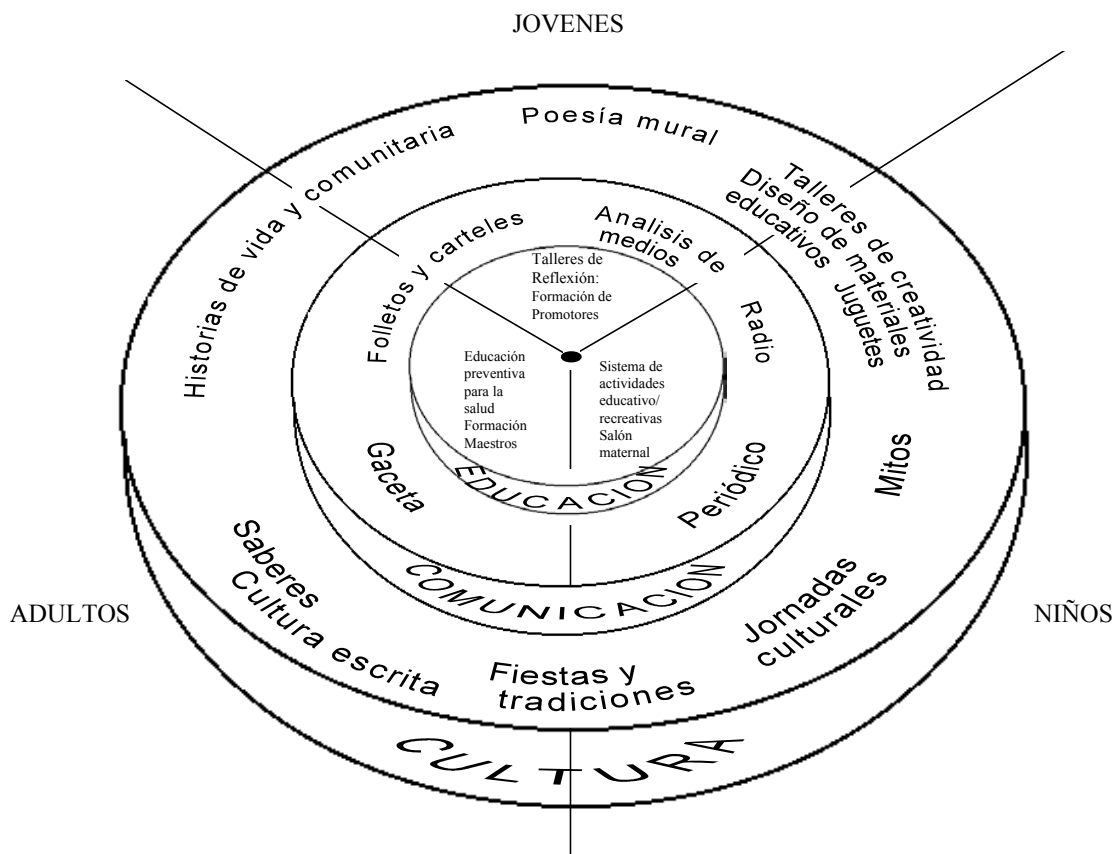 JOVENES
Poesía mural
Historias de vida y comunitaria
Talleres de creatividad
Diseño de materiales
educativos Juguetes
Folletos y carteles
Analisis de
medios
Radio
Talleres de
Reflexión:
Formación de
Promotores
Educación
preventiva
para la
salud
Formación
Maestros
Sistema de
actividades
educativo/
recreativas
Salón
maternal
EDUCACION
Gaceta
Periódico
Mitos
COMUNICACION
Saberes
Cultura escrita
Fiestas y
tradiciones
Jornadas
culturales
ADULTOS
NIÑOS
CULTURA